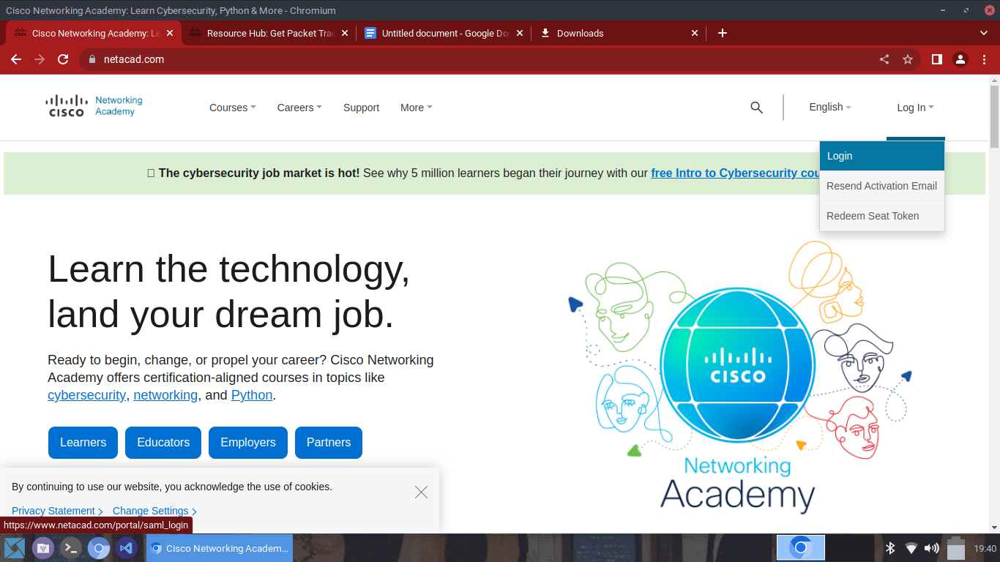 Cisco Networking Academy: Learn Cybersecurity, Python & More - Chromium
Cisco Networking Academy: Le
Resource Hub: Get Packet Trac
Untitled document - Google Doc
Downloads
netacad.com
CISCO Networking Academy
Courses
Careers
Support
More
English
Log In
Login
Resend Activation Email
Redeem Seat Token
The cybersecurity job market is hot! See why 5 million learners began their journey with our free Intro to Cybersecurity cou
Learn the technology,
land your dream job.
Ready to begin, change, or propel your career? Cisco Networking
Academy offers certification-aligned courses in topics like
cybersecurity, networking, and Python.
Learners
Educators
Employers
Partners
CISCO
Networking
Academy
By continuing to use our website, you acknowledge the use of cookies.
Privacy Statement
Change Settings
https://www.netacad.com/portal/saml_login
Cisco Networking Academ...
19:40